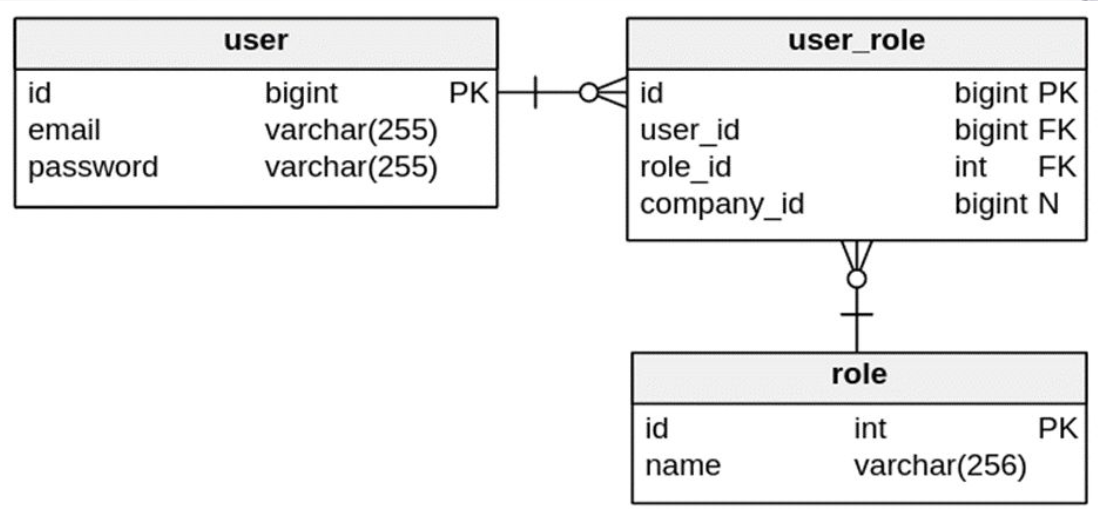 user
id bigint PK
email varchar(255)
password varchar(255)
user_role
id bigint PK
user_id bigint FK
role_id int FK
company_id bigint N
role
id int PK
name varchar(256)